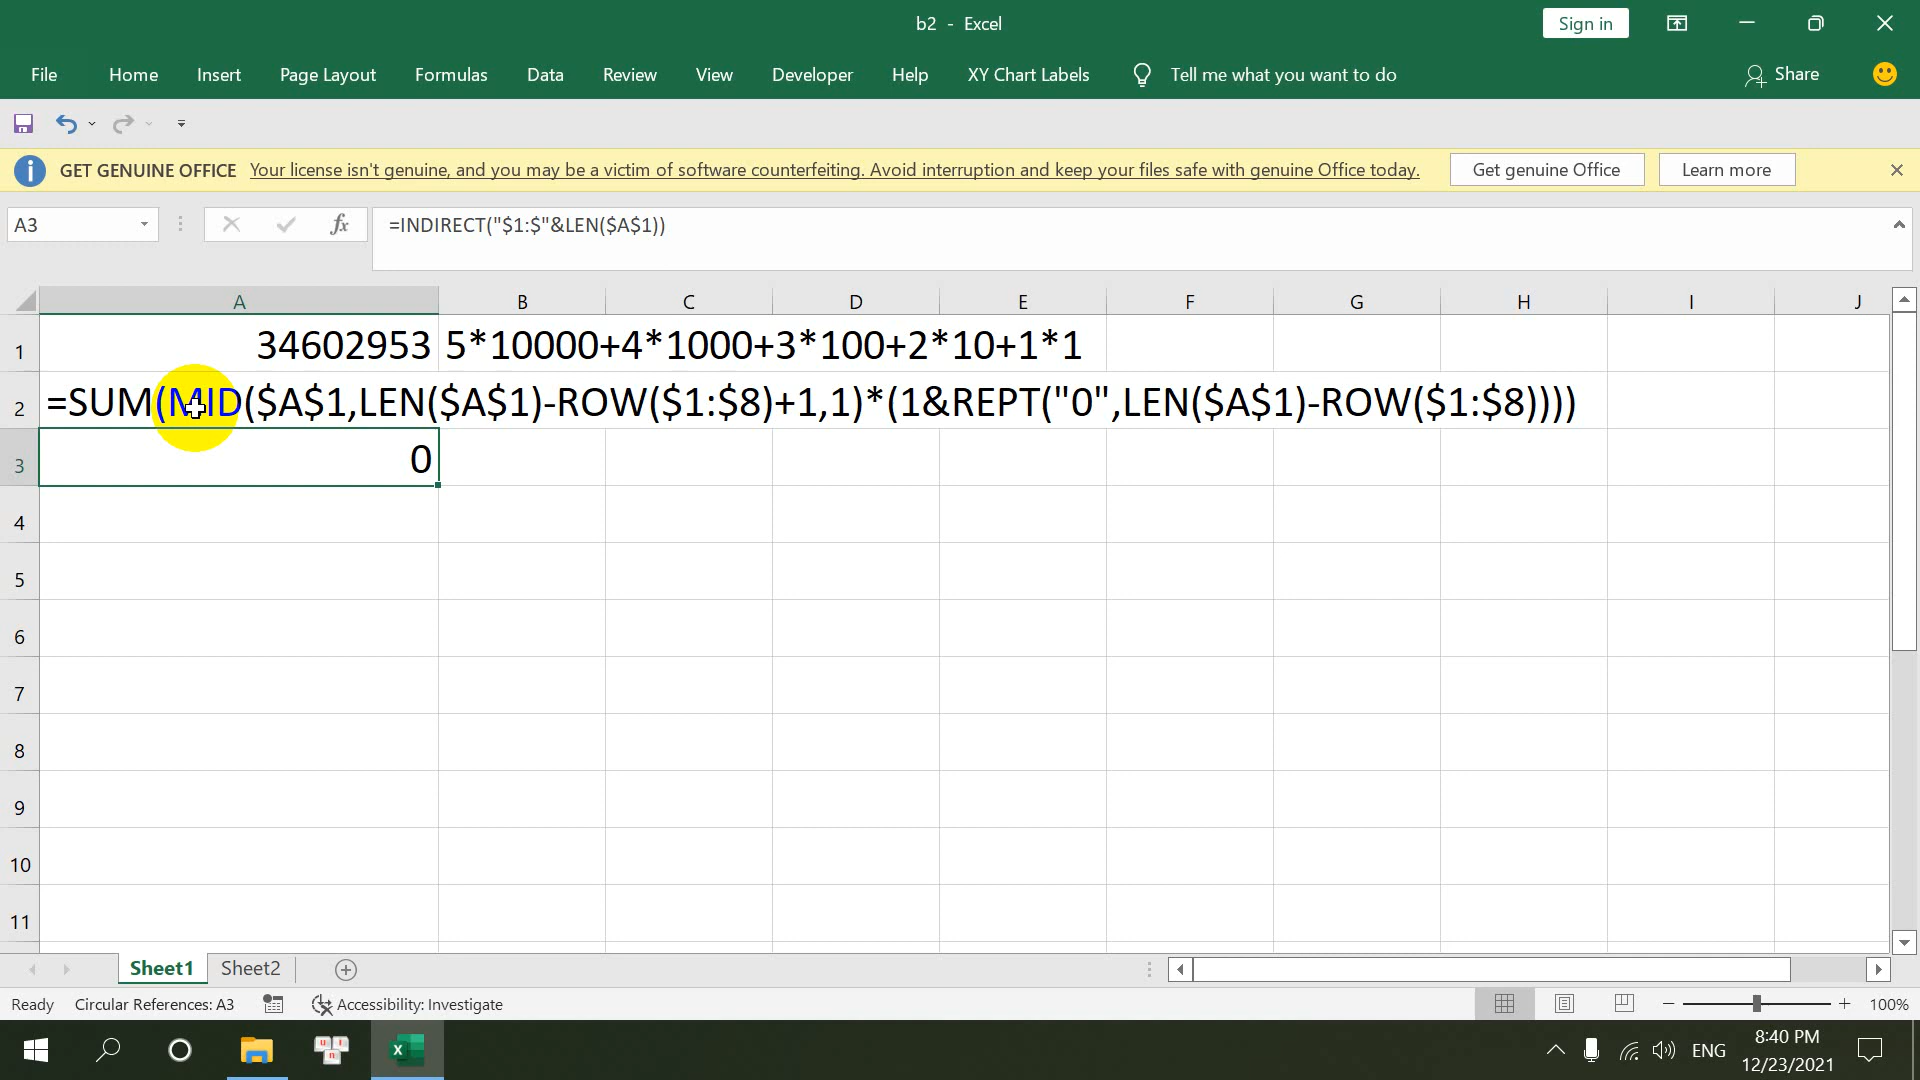 b2 - Excel
Sign in
File Home Insert Page Layout Formulas Data Review View Developer Help XY Chart Labels Tell me what you want to do Share
GET GENUINE OFFICE Your license isn't genuine, and you may be a victim of software counterfeiting. Avoid interruption and keep your files safe with genuine Office today. Get genuine Office Learn more
A3 fx =INDIRECT("$1:$"&LEN($A$1))
A B C D E F G H I J
1 34602953 5*10000+4*1000+3*100+2*10+1*1
2 =SUM(MID($A$1,LEN($A$1)-ROW($1:$8)+1,1)*(1&REPT("0",LEN($A$1)-ROW($1:$8))))
3 0
4
5
6
7
8
9
10
11
Sheet1 Sheet2
Ready Circular References: A3 Accessibility: Investigate 100%
u i n
X
ENG
8:40 PM
12/23/2021